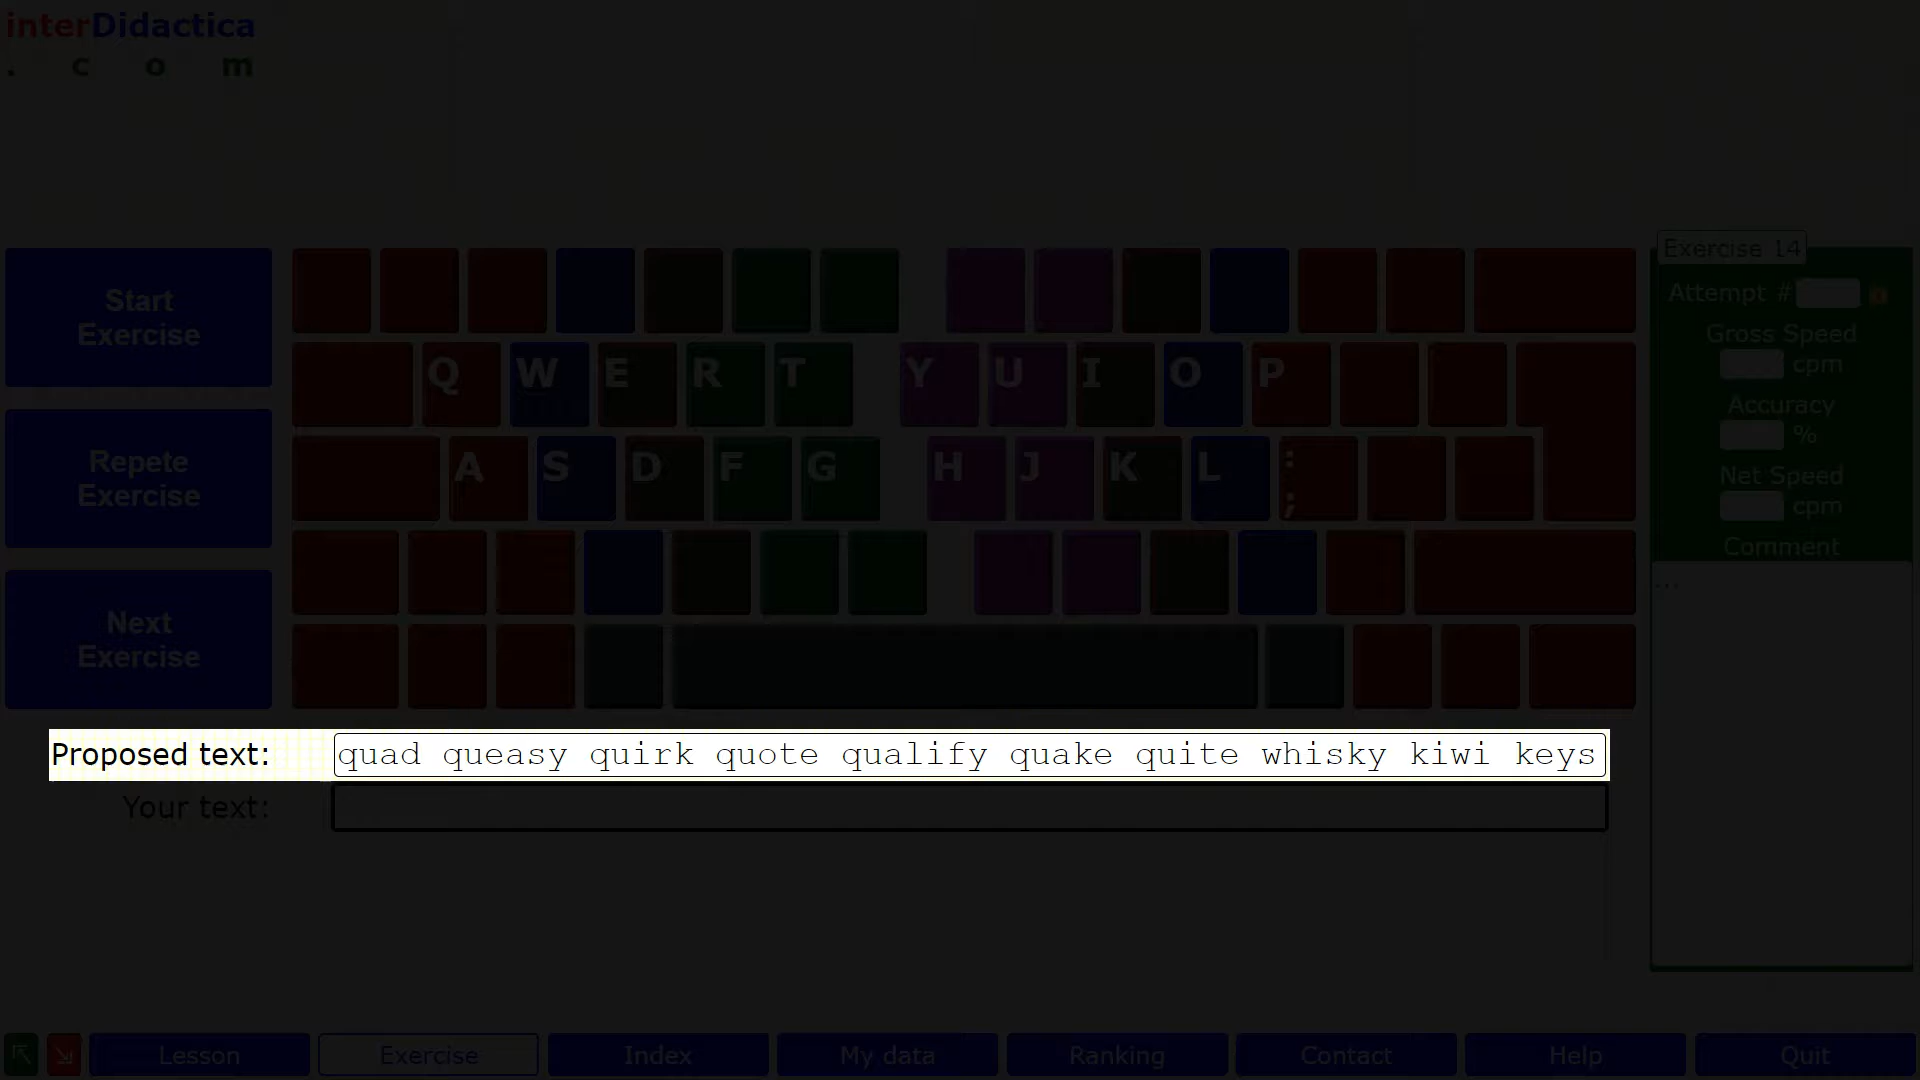 interDidactica
. c o m
Start
Exercise
Repete
Exercise
Next
Exercise
Q W E R T Y U I O P
A S D F G H J K L :
;
Exercise 14
Attempt #
Gross Speed
cpm
Accuracy
%
Net Speed
cpm
Comment
...
Proposed text: quad queasy quirk quote qualify quake quite whisky kiwi keys
Your text:
Lesson Exercise Index My data Ranking Contact Help Quit